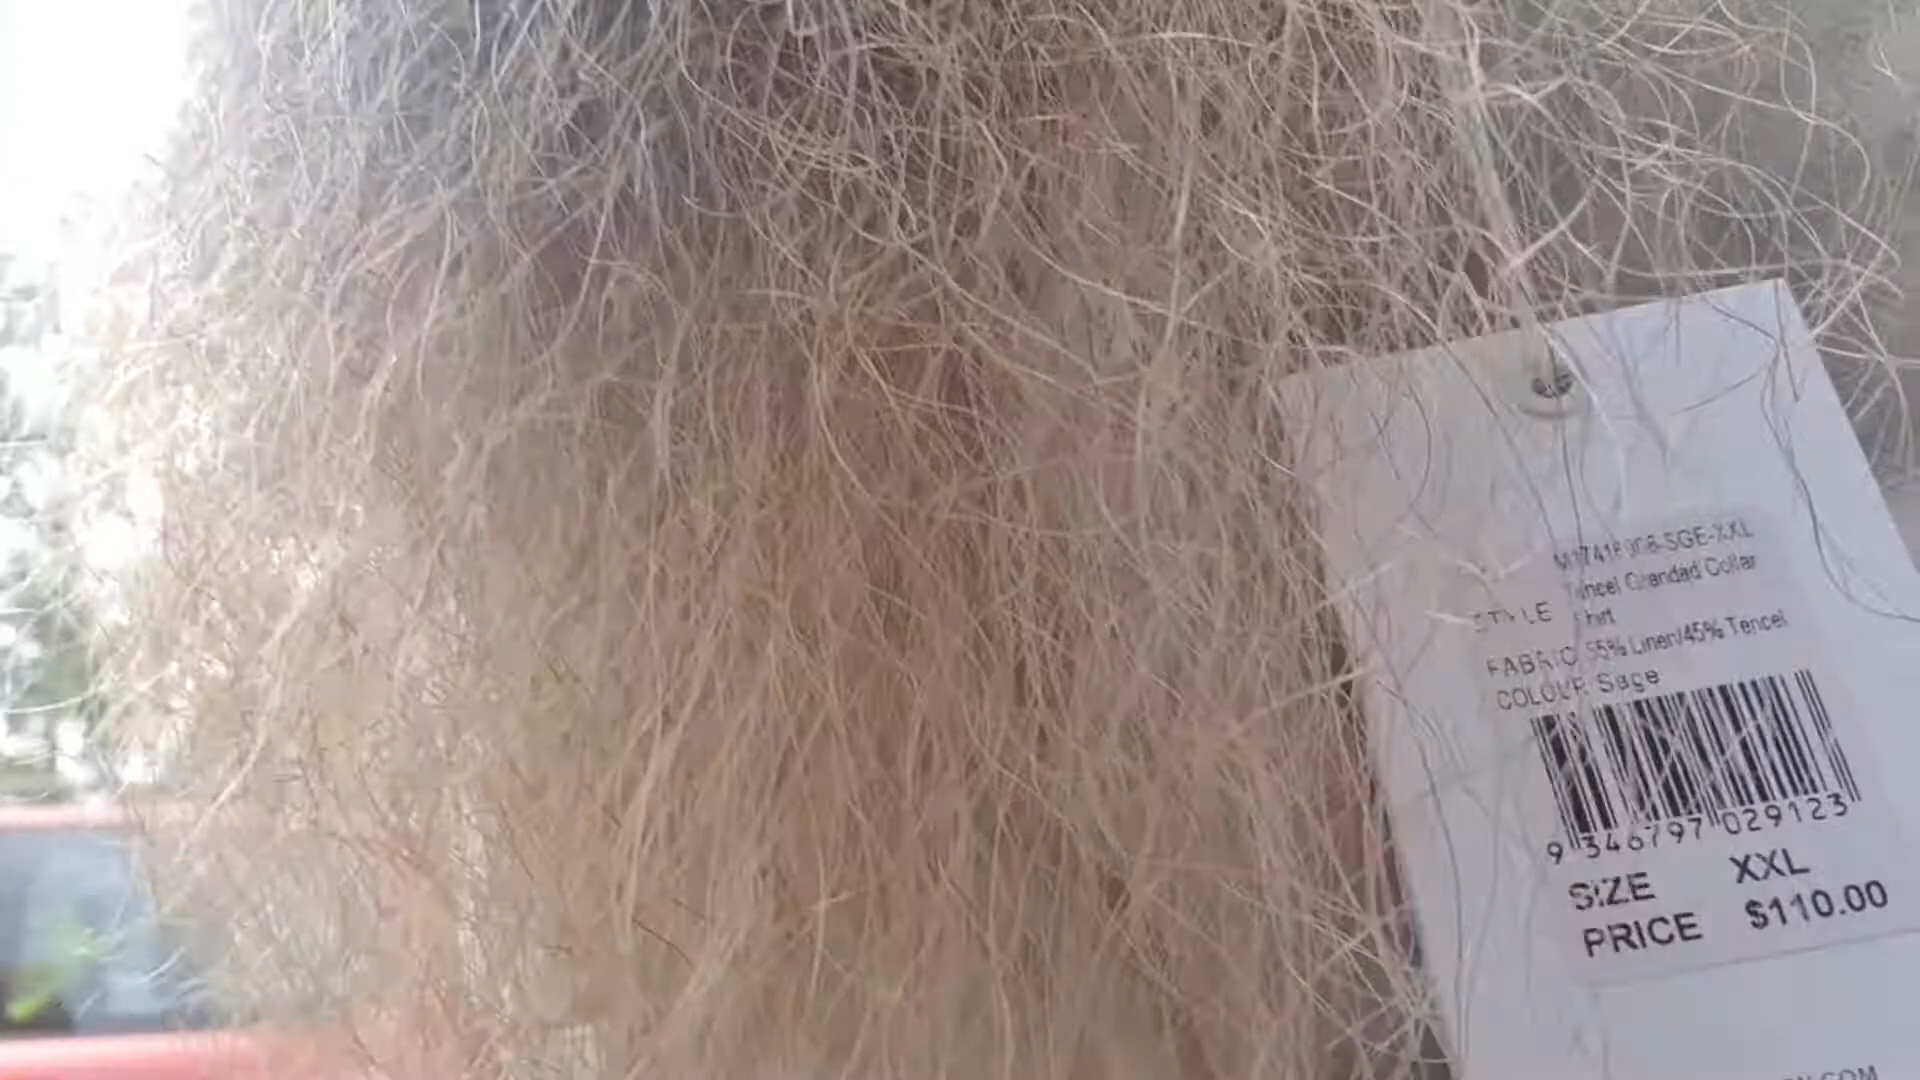 Tencel Grandad Collar
STYLE Shirt
FABRIC 55% Linen/45% Tencel
COLOUR Sage
9 346797 029123
SIZE XXL
PRICE $110.00